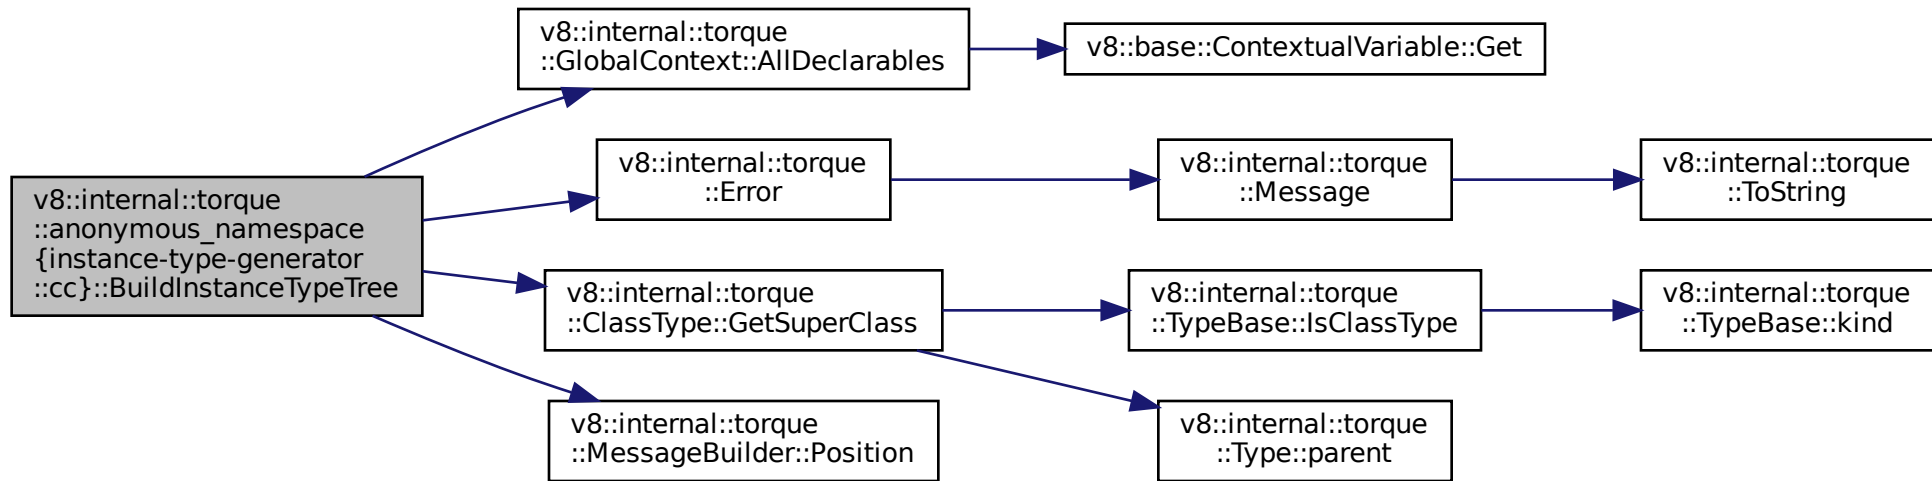 v8::internal::torque
::anonymous_namespace
{instance-type-generator
::cc}::BuildInstanceTypeTree
v8::internal::torque
::GlobalContext::AllDeclarables
v8::base::ContextualVariable::Get
v8::internal::torque
::Error
v8::internal::torque
::Message
v8::internal::torque
::ToString
v8::internal::torque
::ClassType::GetSuperClass
v8::internal::torque
::TypeBase::IsClassType
v8::internal::torque
::TypeBase::kind
v8::internal::torque
::Type::parent
v8::internal::torque
::MessageBuilder::Position